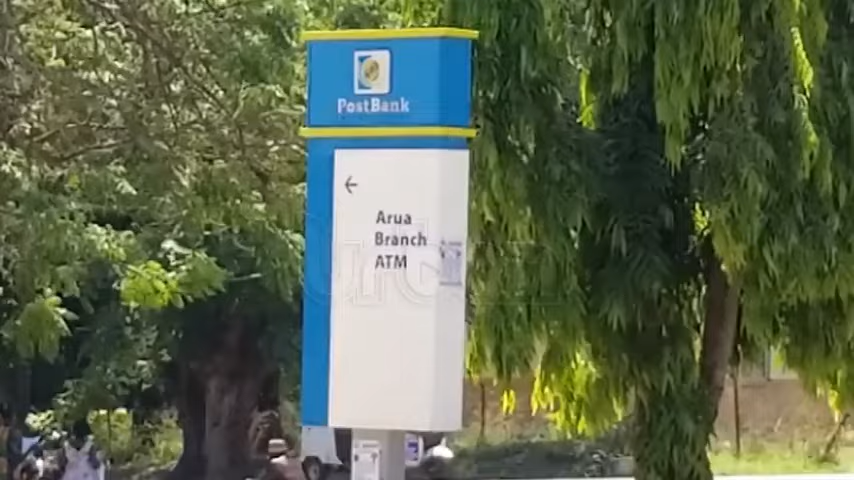 PostBank
←
Arua
Branch
ATM